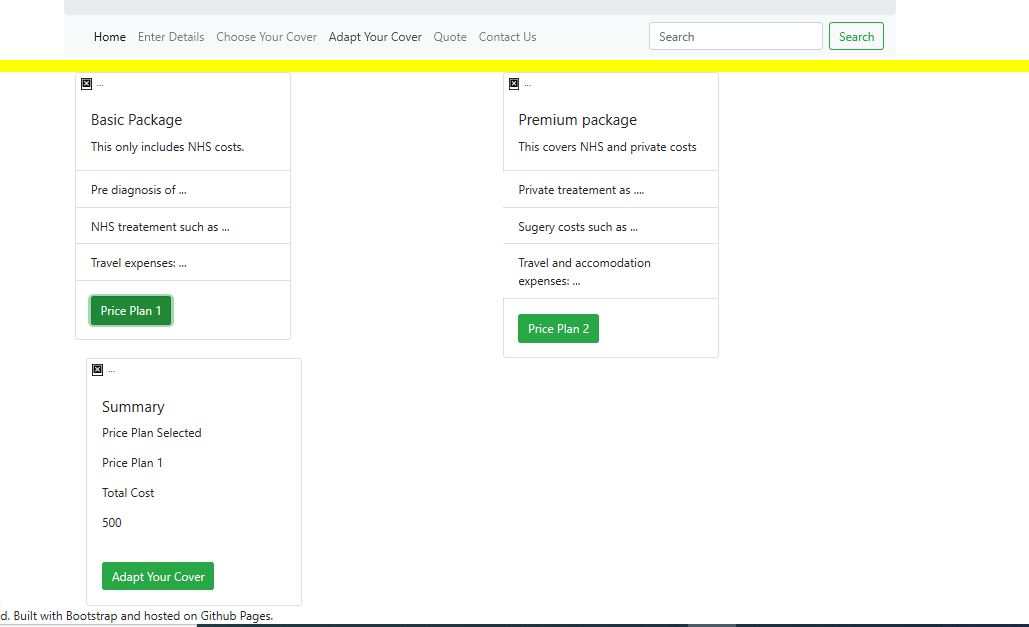 Home Enter Details Choose Your Cover Adapt Your Cover Quote Contact Us Search Search
...
Basic Package
This only includes NHS costs.
Pre diagnosis of ...
NHS treatement such as ...
Travel expenses: ...
Price Plan 1
...
Premium package
This covers NHS and private costs
Private treatement as ....
Sugery costs such as ...
Travel and accomodation
expenses: ...
Price Plan 2
...
Summary
Price Plan Selected
Price Plan 1
Total Cost
500
Adapt Your Cover
d. Built with Bootstrap and hosted on Github Pages.